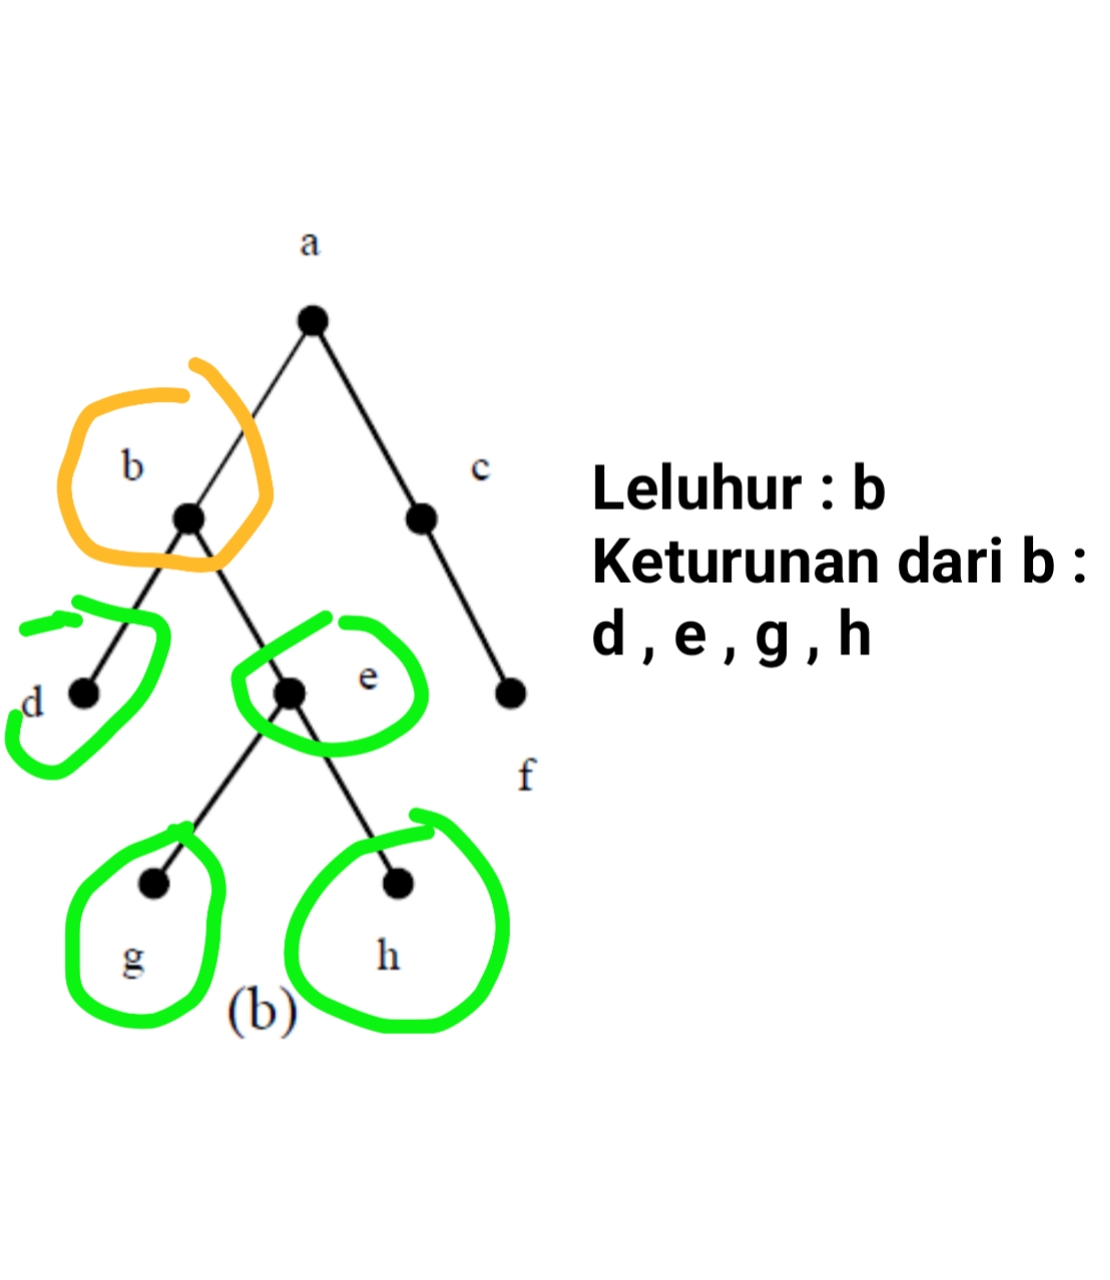 a
b
c
Leluhur : b
Keturunan dari b :
d , e , g , h
d
e
f
g
h
(b)